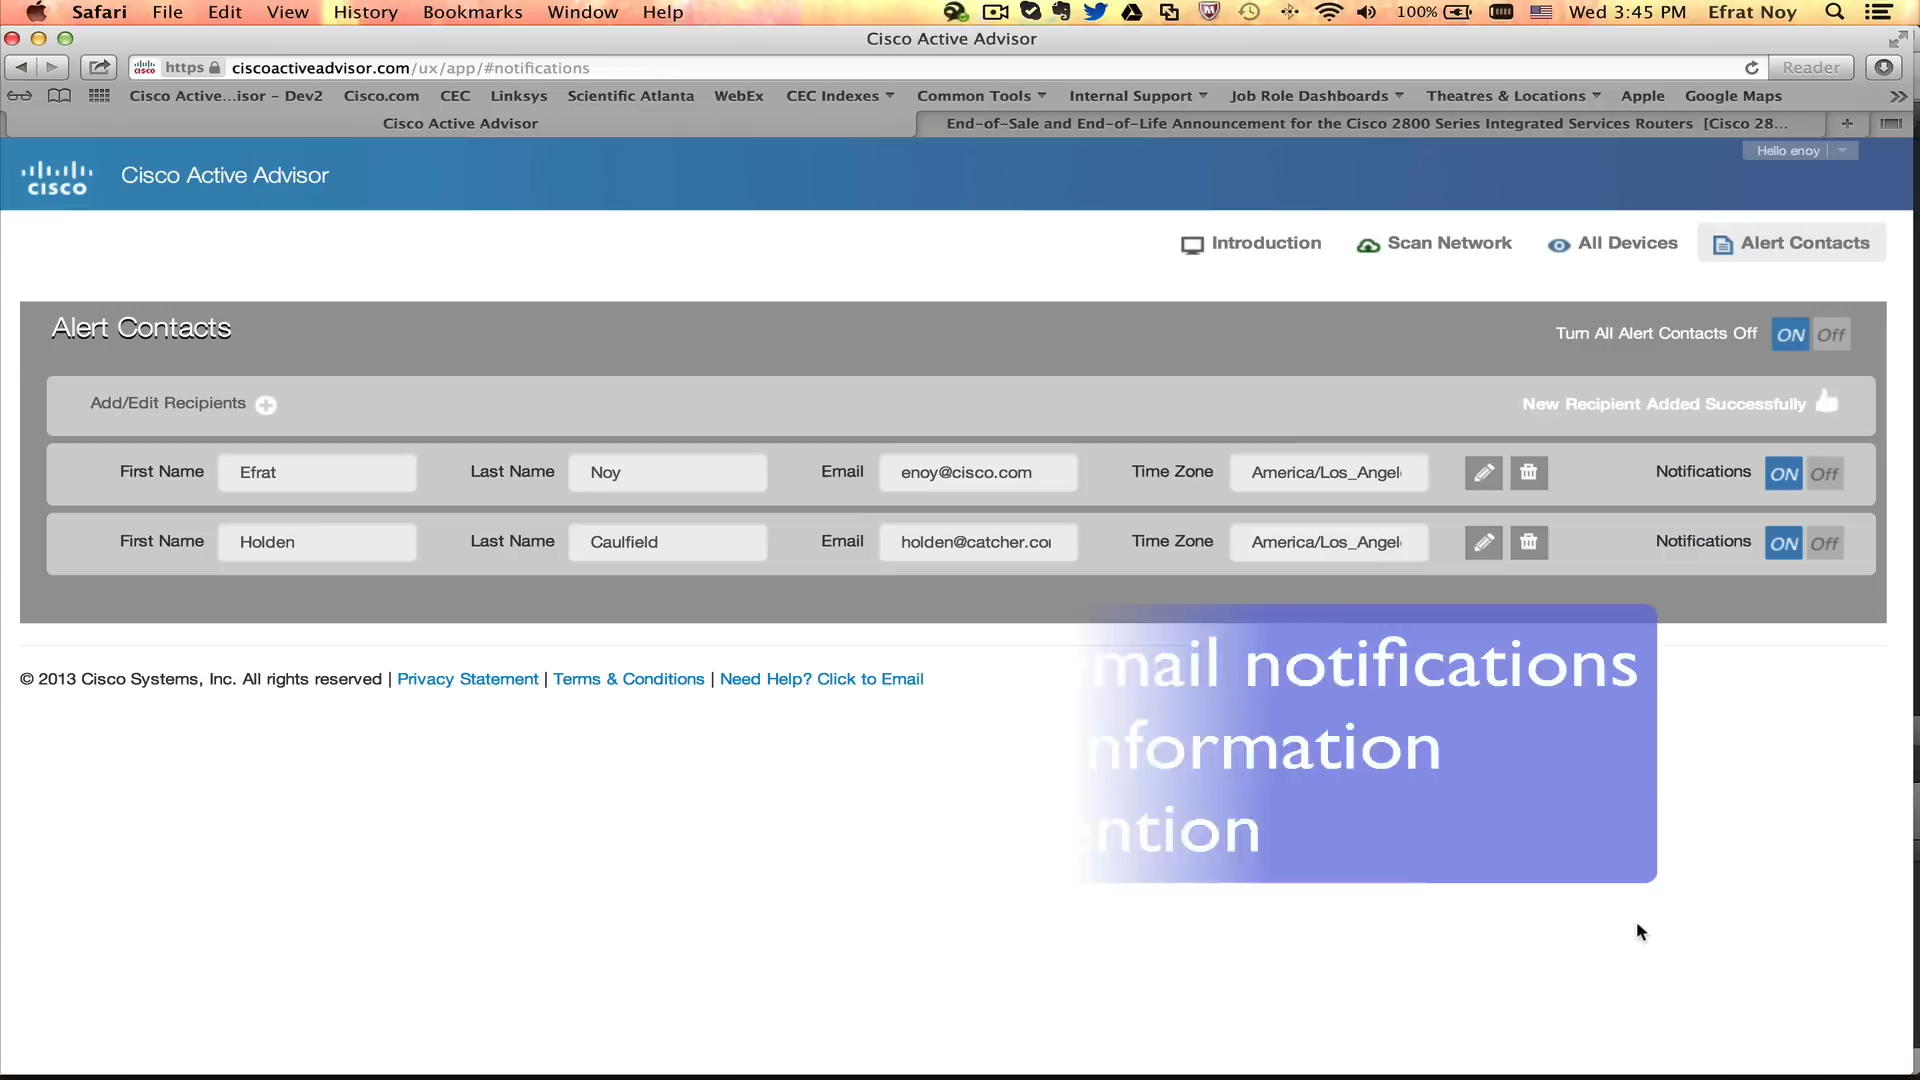 Safari File Edit View History Bookmarks Window Help 100% Wed 3:45 PM Efrat Noy
Cisco Active Advisor
cisco https ciscoactiveadvisor.com/ux/app/#notifications Reader
Cisco Active...isor – Dev2 Cisco.com CEC Linksys Scientific Atlanta WebEx CEC Indexes Common Tools Internal Support Job Role Dashboards Theatres & Locations Apple Google Maps
Cisco Active Advisor End-of-Sale and End-of-Life Announcement for the Cisco 2800 Series Integrated Services Routers [Cisco 28...
Hello enoy
CISCO Cisco Active Advisor
Introduction Scan Network All Devices Alert Contacts
Alert Contacts Turn All Alert Contacts Off ON Off
Add/Edit Recipients New Recipient Added Successfully
First Name Efrat Last Name Noy Email enoy@cisco.com Time Zone America/Los_Angel Notifications ON Off
First Name Holden Last Name Caulfield Email holden@catcher.co Time Zone America/Los_Angel Notifications ON Off
mail notifications
nformation
ention
© 2013 Cisco Systems, Inc. All rights reserved | Privacy Statement | Terms & Conditions | Need Help? Click to Email